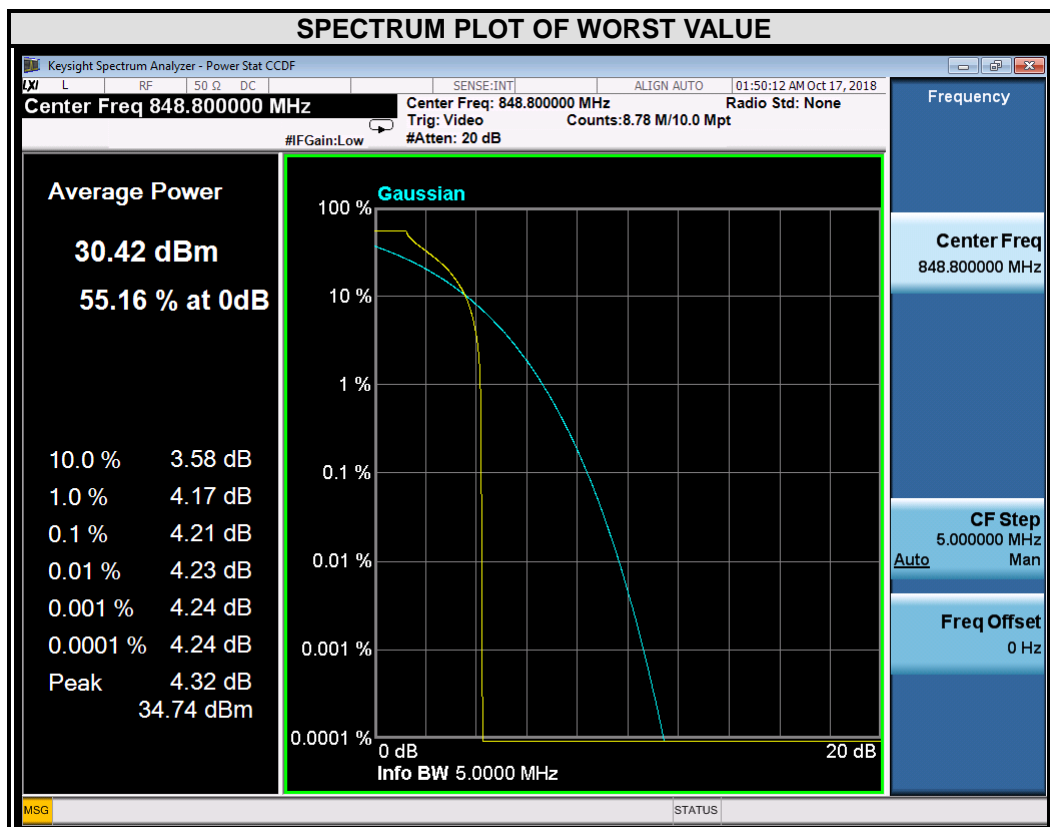 SPECTRUM PLOT OF WORST VALUE
Keysight Spectrum Analyzer - Power Stat CCDF
LXI L RF 50 Ω DC SENSE:INT ALIGN AUTO 01:50:12 AM Oct 17, 2018
Center Freq 848.800000 MHz
Center Freq: 848.800000 MHz Radio Std: None
Trig: Video Counts:8.78 M/10.0 Mpt
#IFGain:Low #Atten: 20 dB
Average Power
30.42 dBm
55.16 % at 0dB
10.0 % 3.58 dB
1.0 % 4.17 dB
0.1 % 4.21 dB
0.01 % 4.23 dB
0.001 % 4.24 dB
0.0001 % 4.24 dB
Peak 4.32 dB
34.74 dBm
Gaussian
100 %
10 %
1 %
0.1 %
0.01 %
0.001 %
0.0001 %
0 dB 20 dB
Info BW 5.0000 MHz
Frequency
Center Freq
848.800000 MHz
CF Step
5.000000 MHz
Auto Man
Freq Offset
0 Hz
MSG STATUS